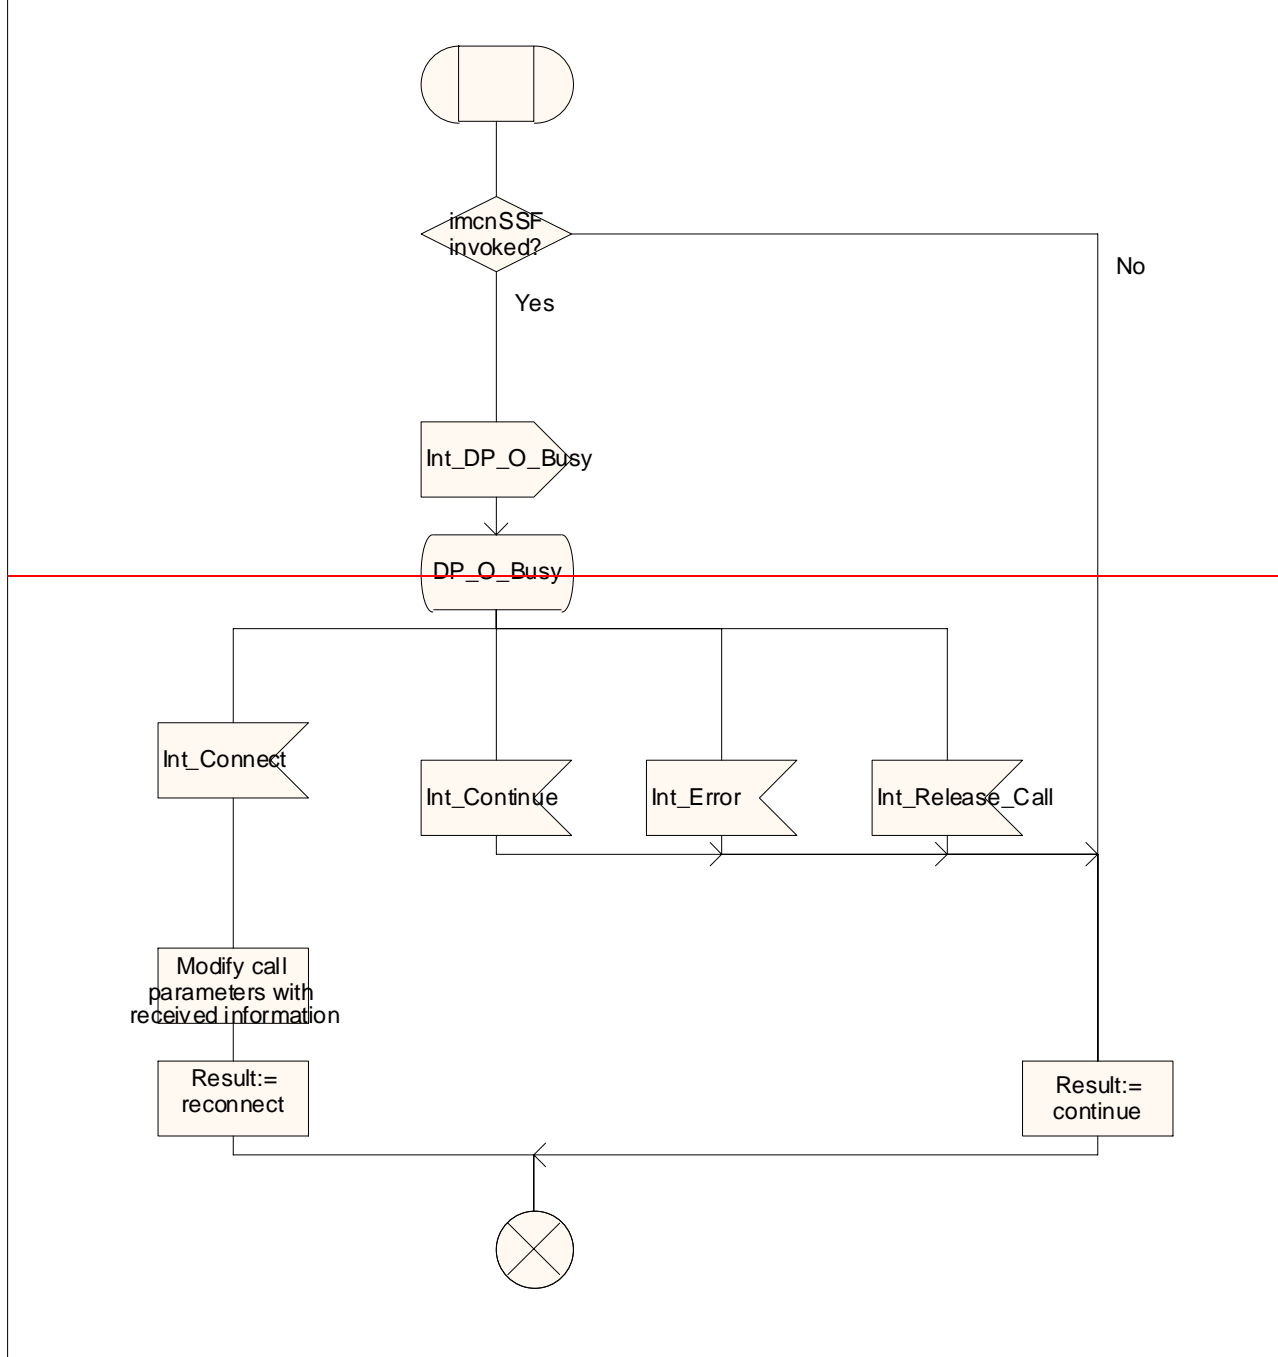 imcnSSF
invoked?
No
Yes
Int_DP_O_Busy
DP_O_Busy
Int_Connect
Int_Continue
Int_Error
Int_Release_Call
Modify call
parameters with
received information
Result:=
reconnect
Result:=
continue